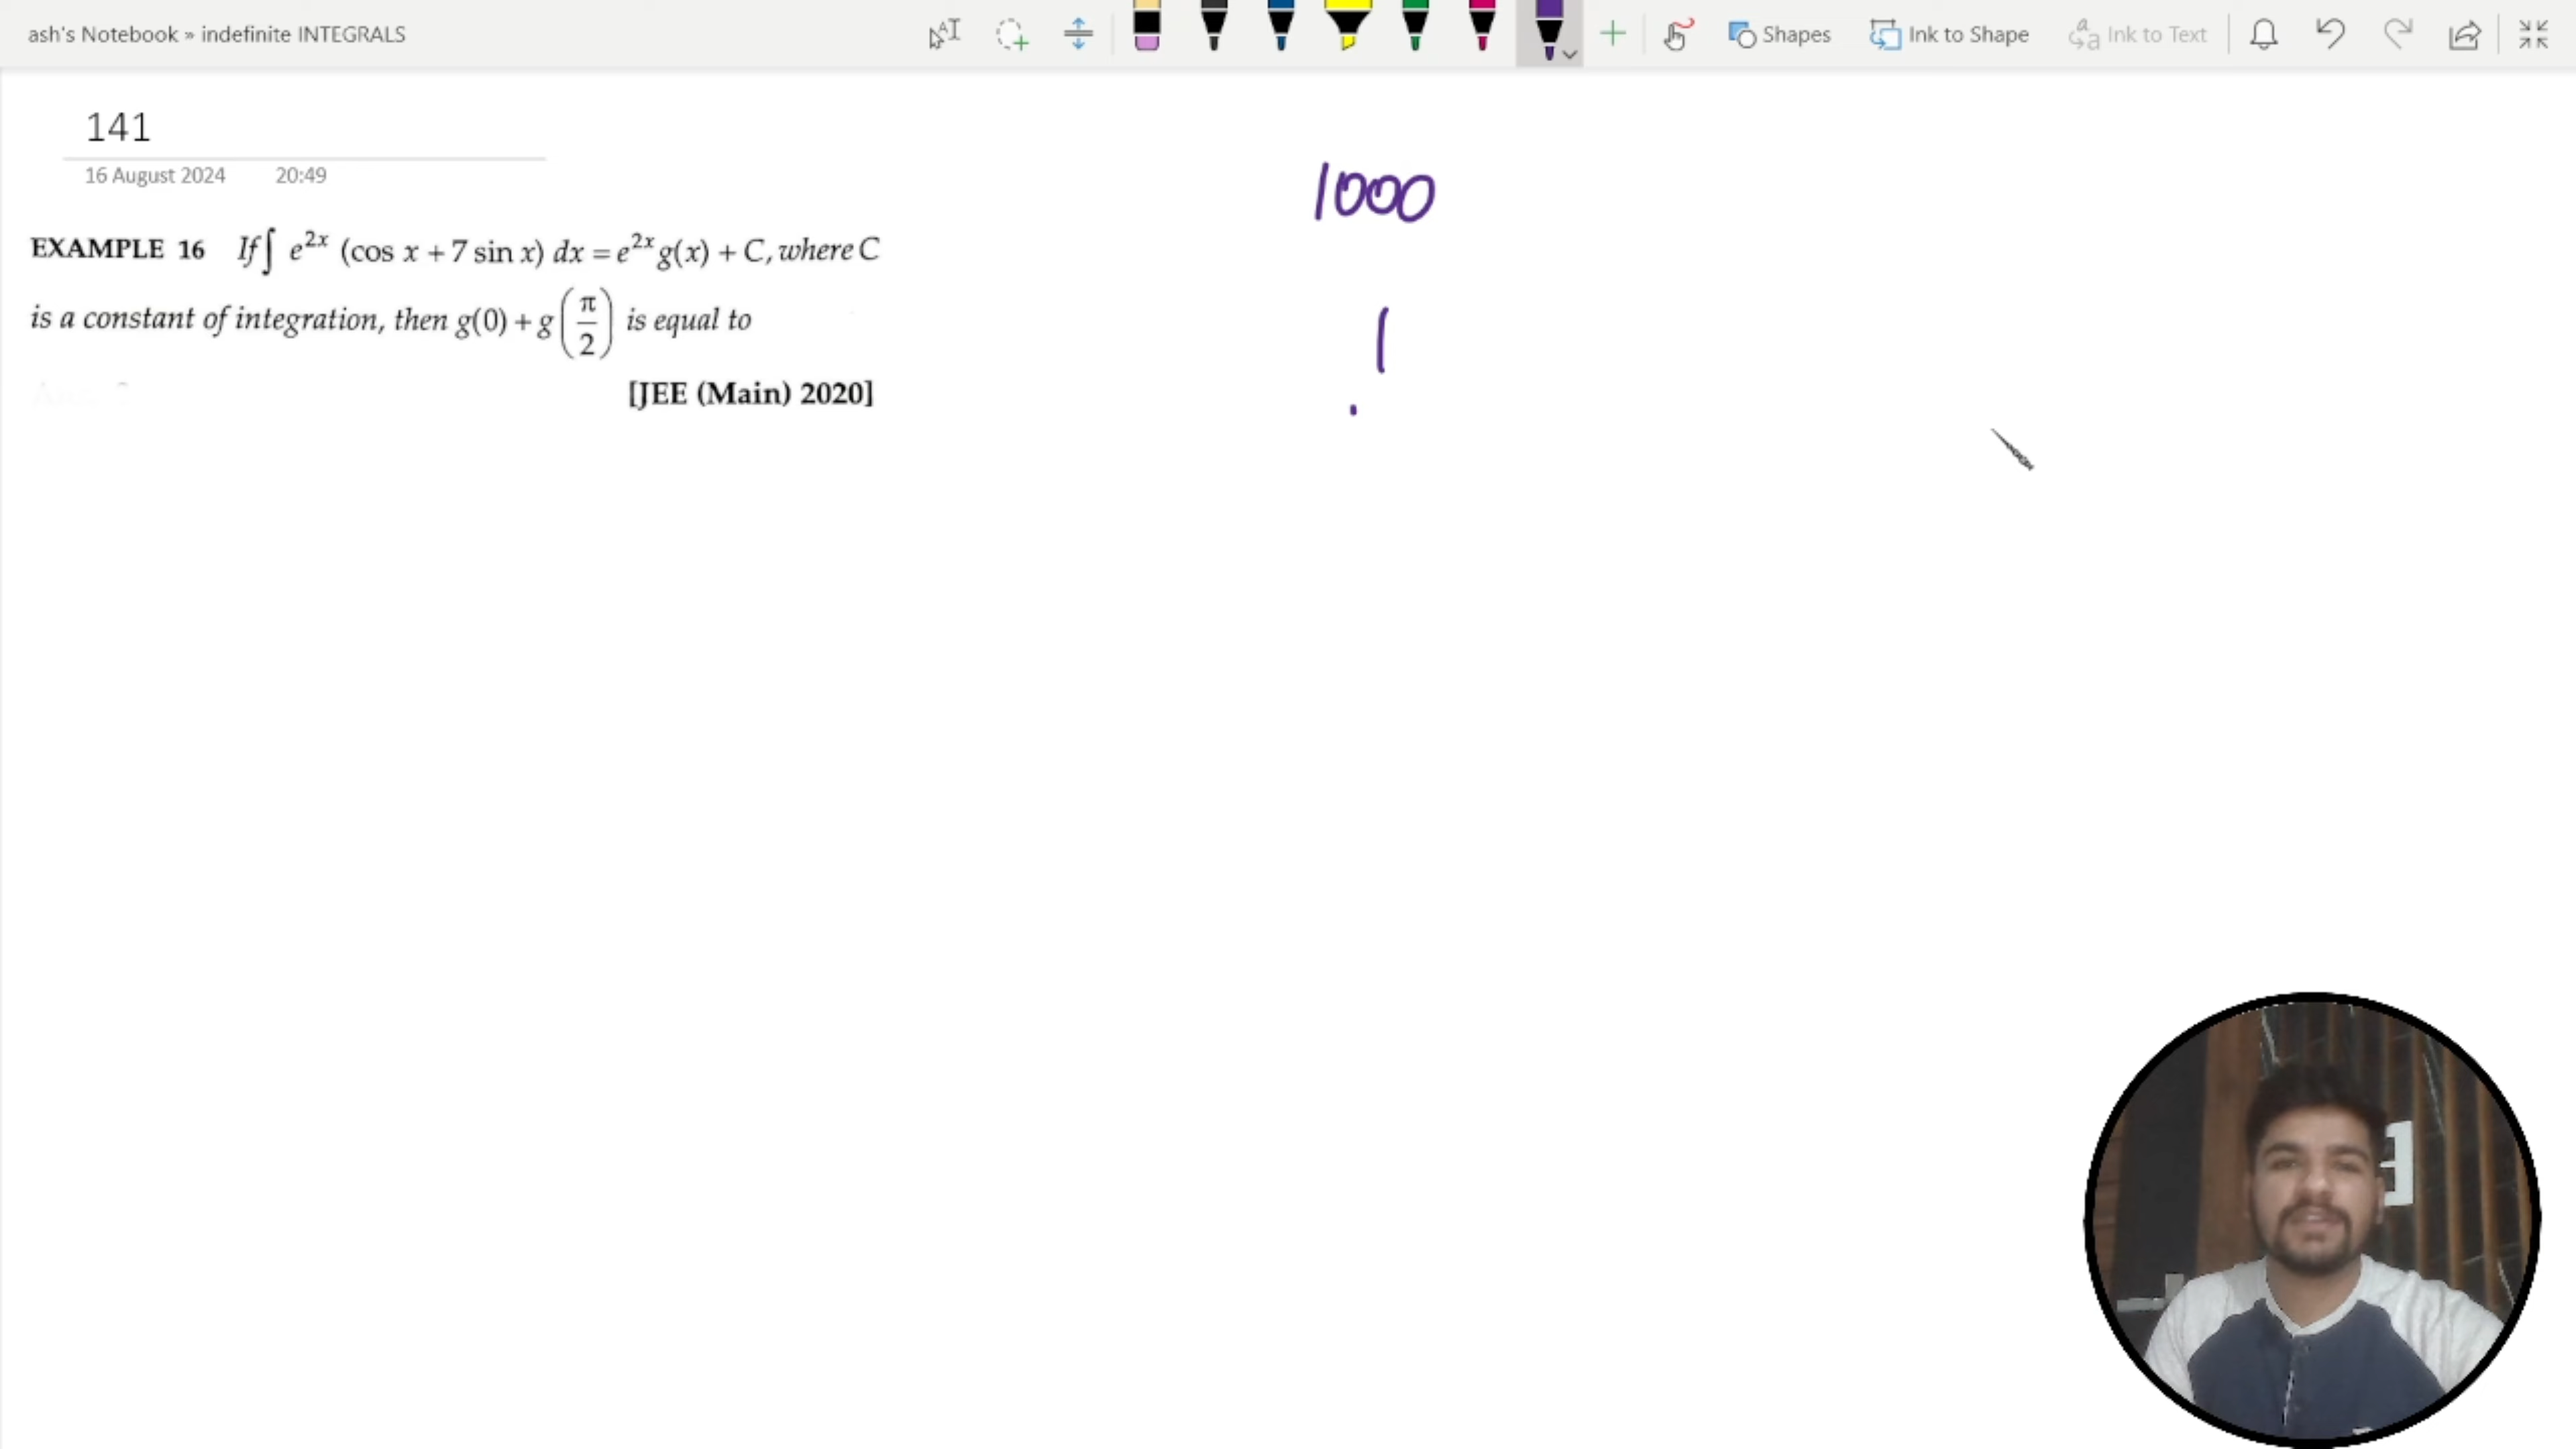 ash's Notebook » indefinite INTEGRALS
Shapes
Ink to Shape
Ink to Text
141
16 August 2024 20:49
EXAMPLE 16 If ∫ e^{2x} (cos x + 7 sin x) dx = e^{2x} g(x) + C, where C
is a constant of integration, then g(0) + g(π/2) is equal to
[JEE (Main) 2020]
1000
1